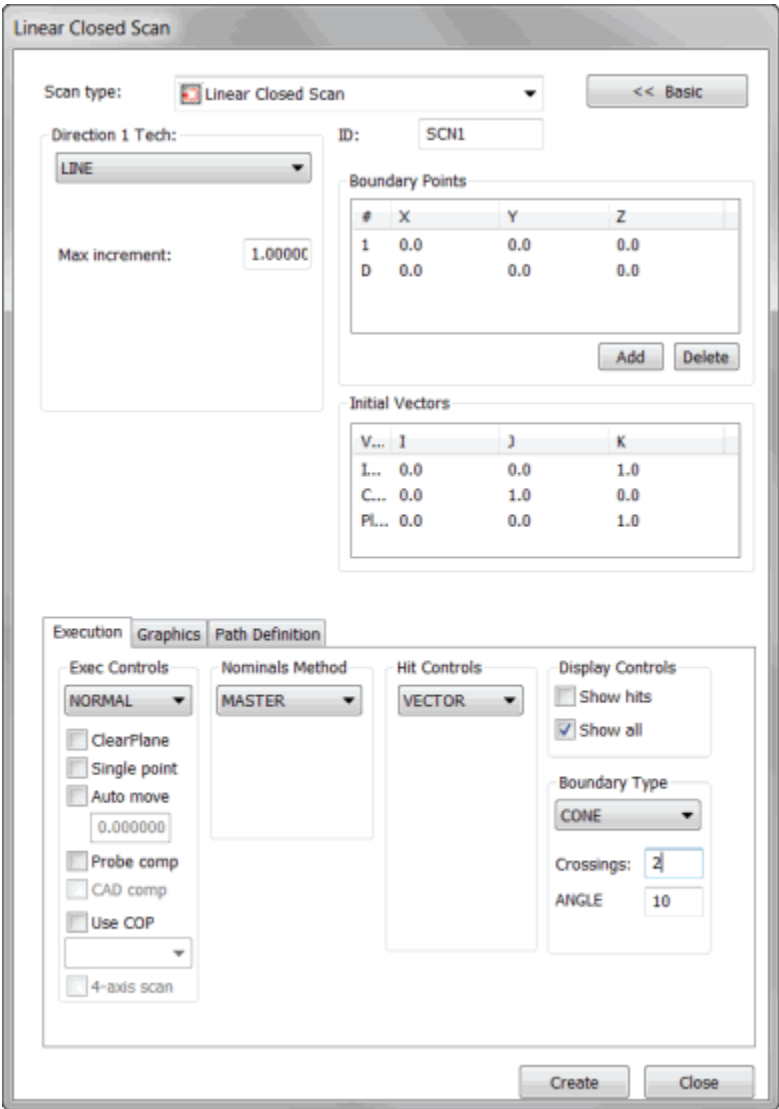 Linear Closed Scan
Scan type: Linear Closed Scan << Basic
Direction 1 Tech:
LINE
Max increment: 1.0000
ID: SCN1
Boundary Points
# X Y Z
1 0.0 0.0 0.0
D 0.0 0.0 0.0
Add Delete
Initial Vectors
V... I J K
I... 0.0 0.0 1.0
C... 0.0 1.0 0.0
Pl... 0.0 0.0 1.0
Execution Graphics Path Definition
Exec Controls
NORMAL
ClearPlane
Single point
Auto move
0.000000
Probe comp
CAD comp
Use COP
4-axis scan
Nominals Method
MASTER
Hit Controls
VECTOR
Display Controls
Show hits
Show all
Boundary Type
CONE
Crossings: 2
ANGLE 10
Create Close